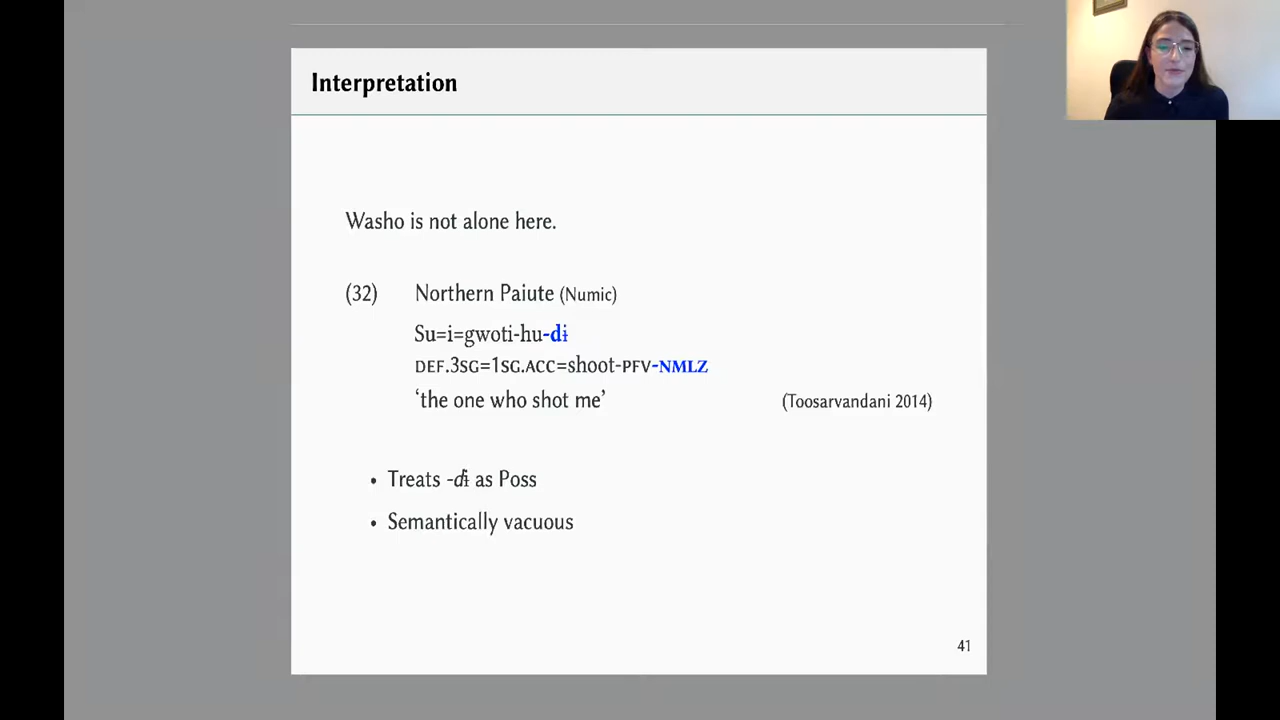 Interpretation
Washo is not alone here.
(32) Northern Paiute (Numic)
Su=i=gwoti-hu-dɨ
DEF.3SG=1SG.ACC=shoot-PFV-NMLZ
‘the one who shot me’ (Toosarvandani 2014)
• Treats -dɨ as Poss
• Semantically vacuous
41